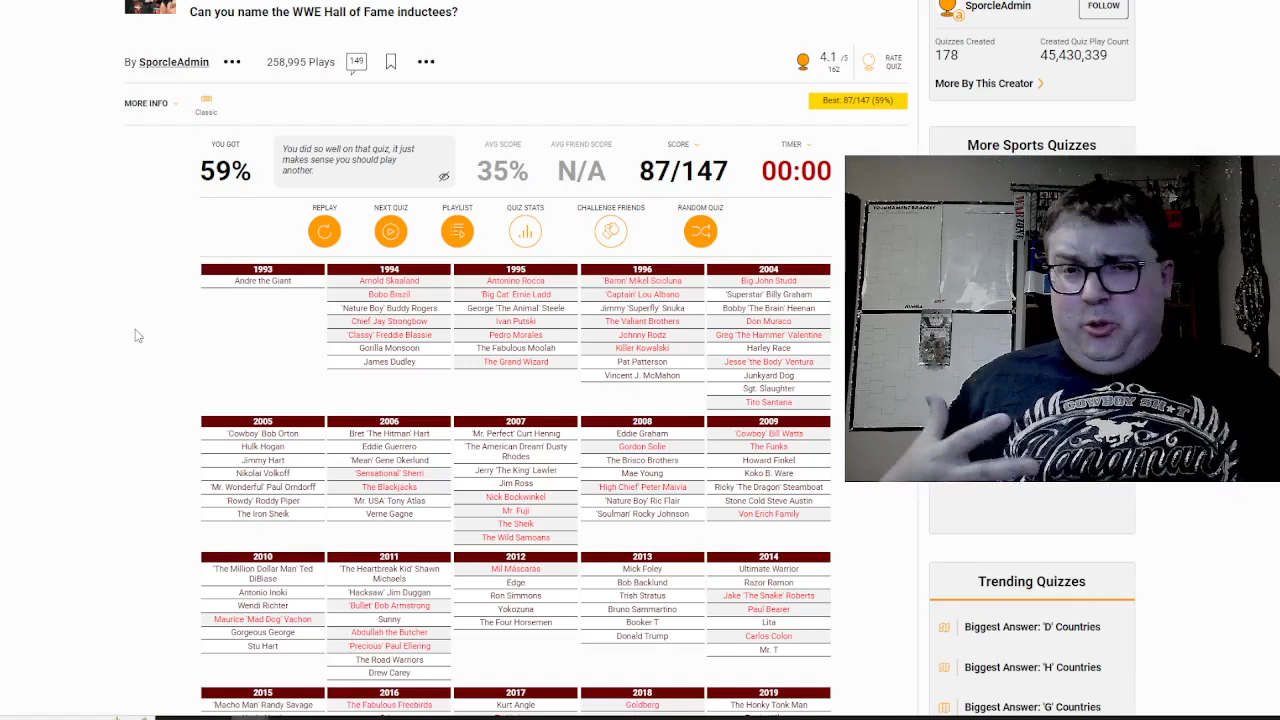 Can you name the WWE Hall of Fame inductees?
SporcleAdmin
FOLLOW
Quizzes Created
Created Quiz Play Count
178
45,430,339
More By This Creator
By SporcleAdmin
258,995 Plays
149
4.1 /5
162
RATE
QUIZ
MORE INFO
Classic
Best: 87/147 (59%)
YOU GOT
59%
You did so well on that quiz, it just
makes sense you should play
another.
AVG SCORE
35%
AVG FRIEND SCORE
N/A
SCORE
87/147
TIMER
00:00
REPLAY
NEXT QUIZ
PLAYLIST
QUIZ STATS
CHALLENGE FRIENDS
RANDOM QUIZ
More Sports Quizzes
1993
Andre the Giant
1994
Arnold Skaaland
Bobo Brazil
'Nature Boy' Buddy Rogers
Chief Jay Strongbow
'Classy' Freddie Blassie
Gorilla Monsoon
James Dudley
1995
Antonino Rocca
'Big Cat' Ernie Ladd
George 'The Animal' Steele
Ivan Putski
Pedro Morales
The Fabulous Moolah
The Grand Wizard
1996
'Baron' Mikel Scicluna
'Captain' Lou Albano
Jimmy 'Superfly' Snuka
The Valiant Brothers
Johnny Rodz
Killer Kowalski
Pat Patterson
Vincent J. McMahon
2004
Big John Studd
'Superstar' Billy Graham
Bobby 'The Brain' Heenan
Don Muraco
Greg 'The Hammer' Valentine
Harley Race
Jesse 'the Body' Ventura
Junkyard Dog
Sgt. Slaughter
Tito Santana
2005
'Cowboy' Bob Orton
Hulk Hogan
Jimmy Hart
Nikolai Volkoff
'Mr. Wonderful' Paul Orndorff
'Rowdy' Roddy Piper
The Iron Sheik
2006
Bret 'The Hitman' Hart
Eddie Guerrero
'Mean' Gene Okerlund
'Sensational' Sherri
The Blackjacks
'Mr. USA' Tony Atlas
Verne Gagne
2007
'Mr. Perfect' Curt Hennig
'The American Dream' Dusty
Rhodes
Jerry 'The King' Lawler
Jim Ross
Nick Bockwinkel
Mr. Fuji
The Sheik
The Wild Samoans
2008
Eddie Graham
Gordon Solie
The Brisco Brothers
Mae Young
'High Chief' Peter Maivia
'Nature Boy' Ric Flair
'Soulman' Rocky Johnson
2009
'Cowboy' Bill Watts
The Funks
Howard Finkel
Koko B. Ware
Ricky 'The Dragon' Steamboat
Stone Cold Steve Austin
Von Erich Family
2010
'The Million Dollar Man' Ted
DiBiase
Antonio Inoki
Wendi Richter
Maurice 'Mad Dog' Vachon
Gorgeous George
Stu Hart
2011
'The Heartbreak Kid' Shawn
Michaels
'Hacksaw' Jim Duggan
'Bullet' Bob Armstrong
Sunny
Abdullah the Butcher
'Precious' Paul Ellering
The Road Warriors
Drew Carey
2012
Mil Máscaras
Edge
Ron Simmons
Yokozuna
The Four Horsemen
2013
Mick Foley
Bob Backlund
Trish Stratus
Bruno Sammartino
Booker T
Donald Trump
2014
Ultimate Warrior
Razor Ramon
Jake 'The Snake' Roberts
Paul Bearer
Lita
Carlos Colon
Mr. T
2015
'Macho Man' Randy Savage
2016
The Fabulous Freebirds
2017
Kurt Angle
2018
Goldberg
2019
The Honky Tonk Man
Trending Quizzes
Biggest Answer: 'D' Countries
Biggest Answer: 'H' Countries
Biggest Answer: 'G' Countries
COWBOY SH*T